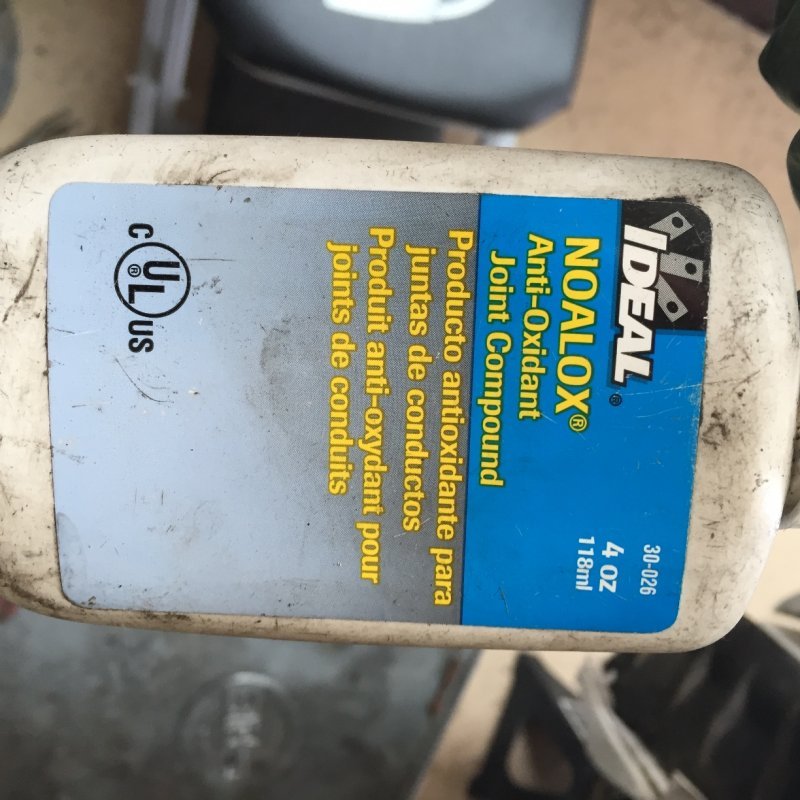 IDEAL®
NOALOX®
Anti-Oxidant
Joint Compound
30-026
4 oz
118ml
Producto antioxidante para
juntas de conductos
Produit anti-oxydant pour
joints de conduits
C UL® US